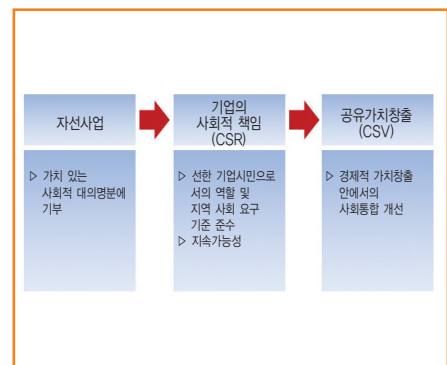 자선사업
▷ 가치 있는
사회적 대의명분에
기부
기업의
사회적 책임
(CSR)
▷ 선한 기업시민으로
서의 역할 및
지역 사회 요구
기준 준수
▷ 지속가능성
공유가치창출
(CSV)
▷ 경제적 가치창출
안에서의
사회통합 개선